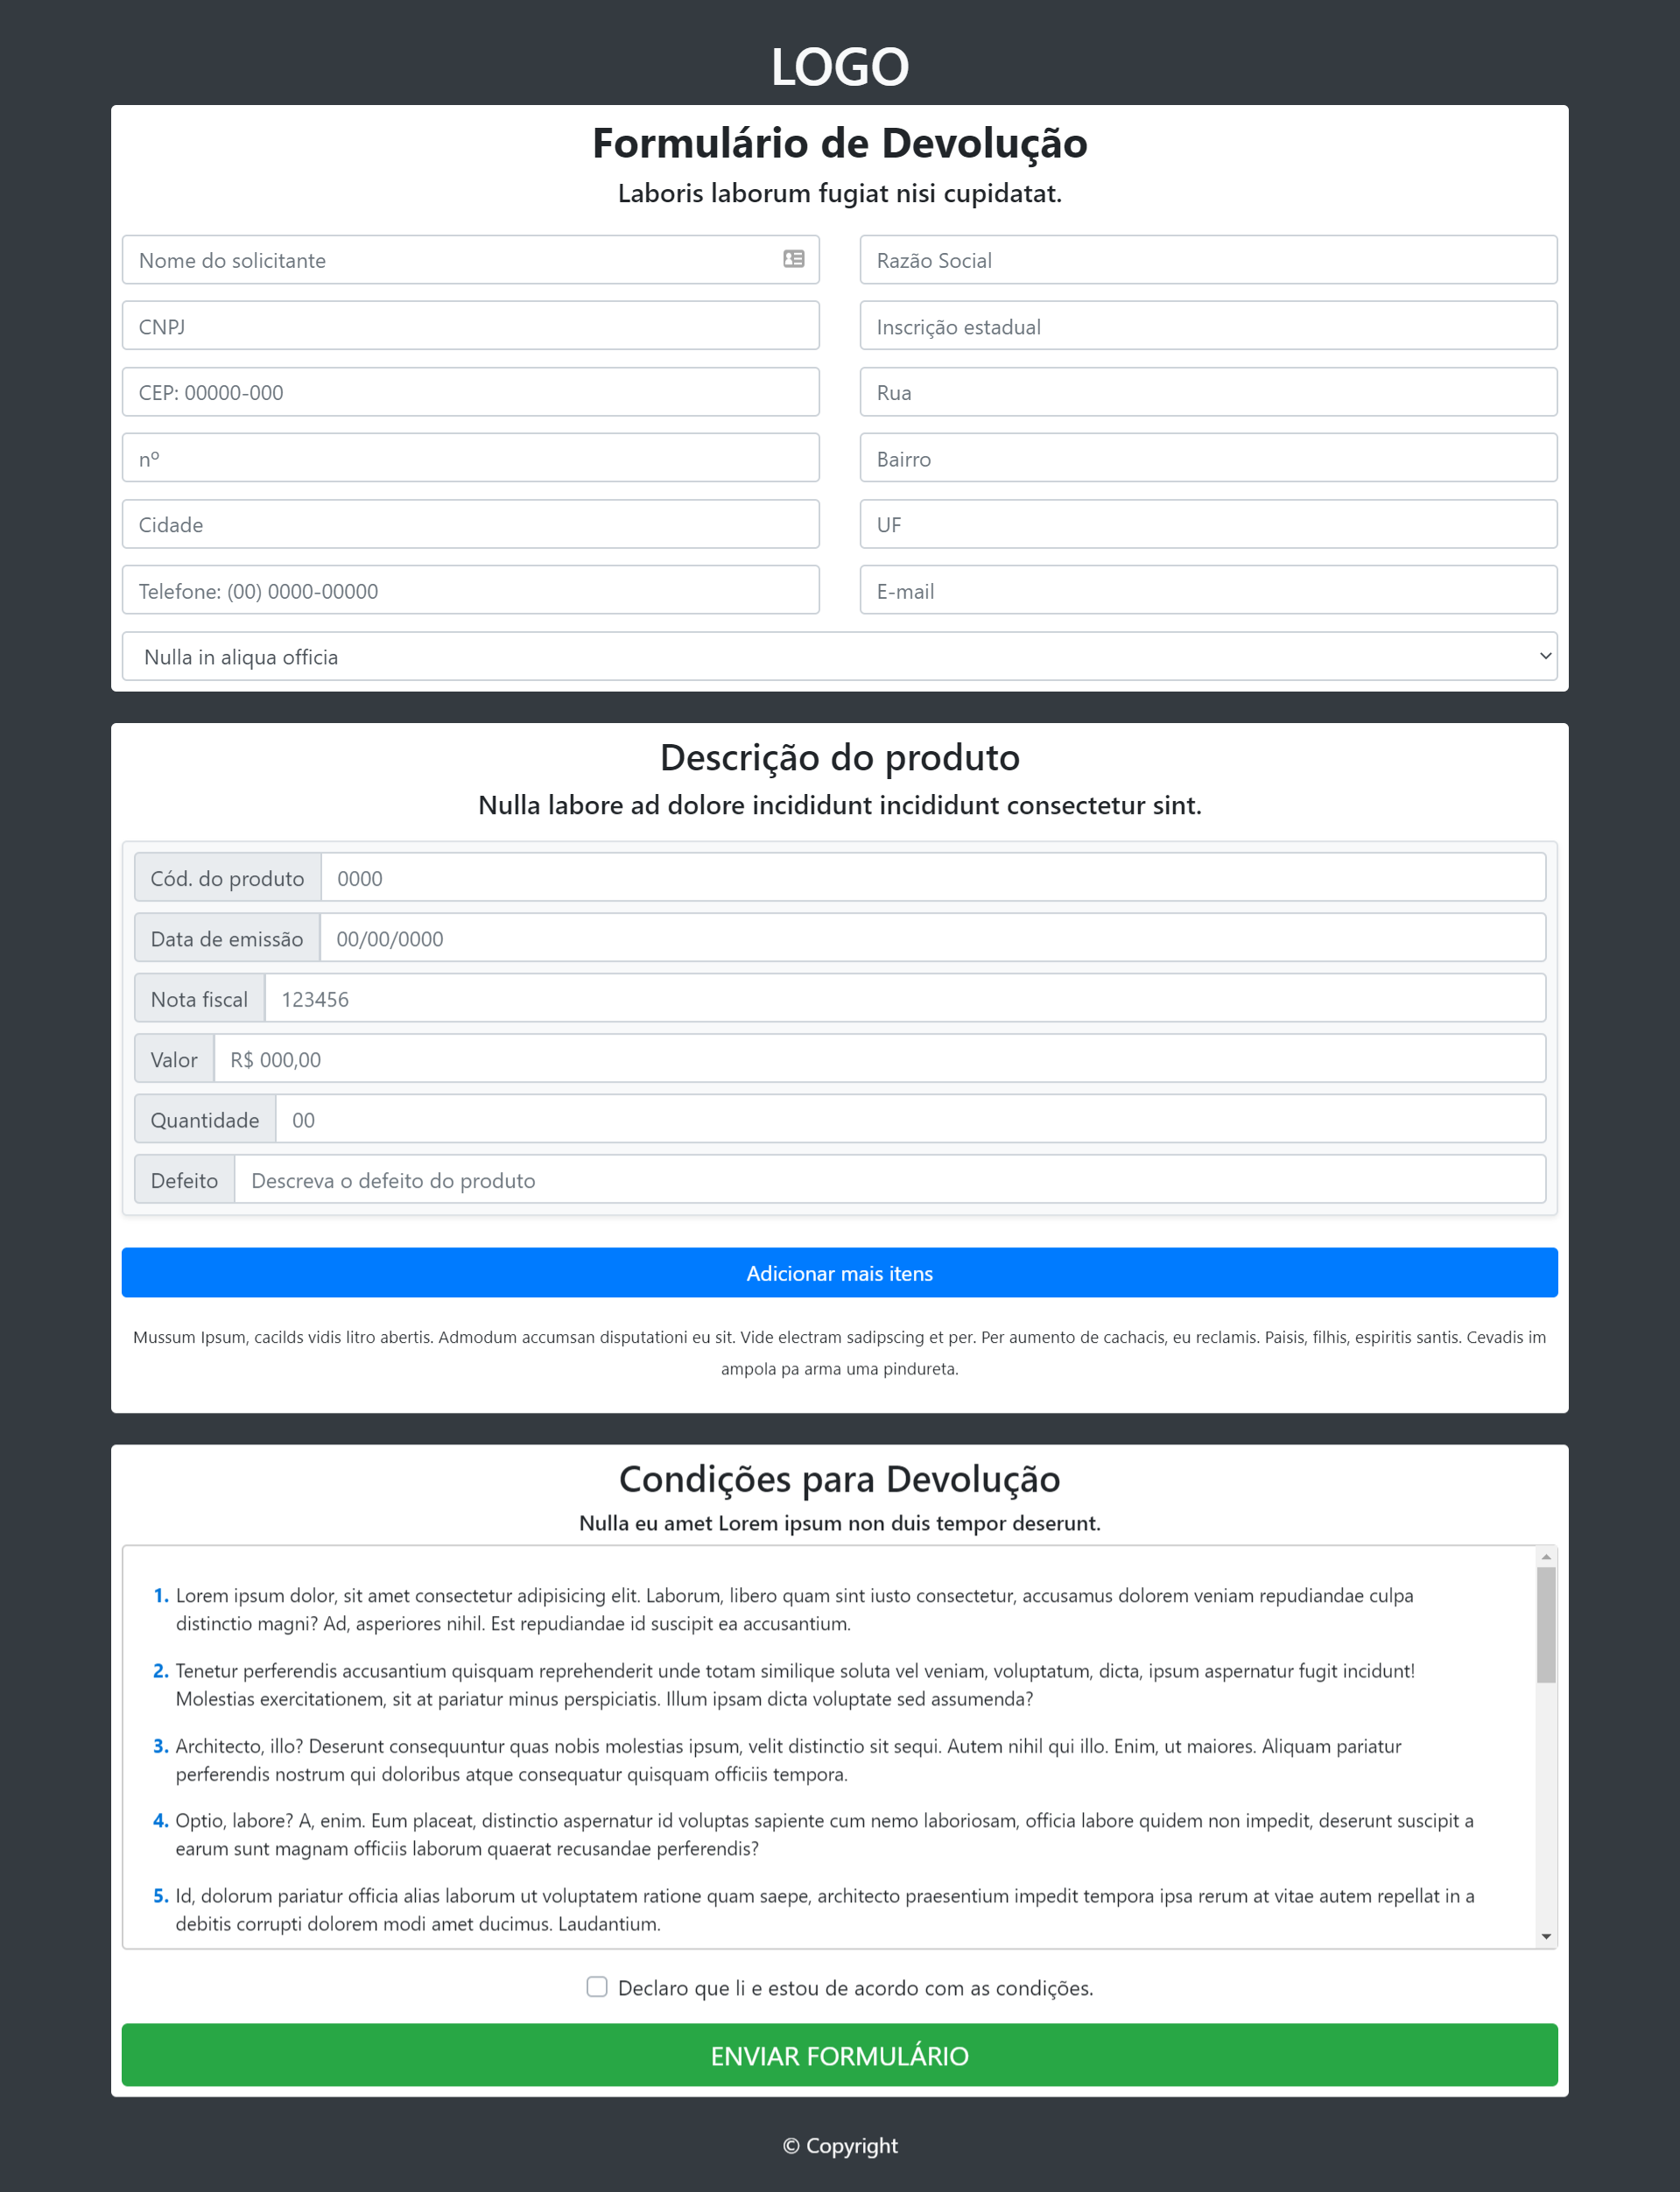 LOGO
Formulário de Devolução
Laboris laborum fugiat nisi cupidatat.
Nome do solicitante
Razão Social
CNPJ
Inscrição estadual
CEP: 00000-000
Rua
nº
Bairro
Cidade
UF
Telefone: (00) 0000-00000
E-mail
Nulla in aliqua officia
Descrição do produto
Nulla labore ad dolore incididunt incididunt consectetur sint.
Cód. do produto 0000
Data de emissão 00/00/0000
Nota fiscal 123456
Valor R$ 000,00
Quantidade 00
Defeito Descreva o defeito do produto
Adicionar mais itens
Mussum Ipsum, cacilds vidis litro abertis. Admodum accumsan disputationi eu sit. Vide electram sadipscing et per. Per aumento de cachacis, eu reclamis. Paisis, filhis, espiritis santis. Cevadis im
ampola pa arma uma pindureta.
Condições para Devolução
Nulla eu amet Lorem ipsum non duis tempor deserunt.
1. Lorem ipsum dolor, sit amet consectetur adipisicing elit. Laborum, libero quam sint iusto consectetur, accusamus dolorem veniam repudiandae culpa
distinctio magni? Ad, asperiores nihil. Est repudiandae id suscipit ea accusantium.
2. Tenetur perferendis accusantium quisquam reprehenderit unde totam similique soluta vel veniam, voluptatum, dicta, ipsum aspernatur fugit incidunt!
Molestias exercitationem, sit at pariatur minus perspiciatis. Illum ipsam dicta voluptate sed assumenda?
3. Architecto, illo? Deserunt consequuntur quas nobis molestias ipsum, velit distinctio sit sequi. Autem nihil qui illo. Enim, ut maiores. Aliquam pariatur
perferendis nostrum qui doloribus atque consequatur quisquam officiis tempora.
4. Optio, labore? A, enim. Eum placeat, distinctio aspernatur id voluptas sapiente cum nemo laboriosam, officia labore quidem non impedit, deserunt suscipit a
earum sunt magnam officiis laborum quaerat recusandae perferendis?
5. Id, dolorum pariatur officia alias laborum ut voluptatem ratione quam saepe, architecto praesentium impedit tempora ipsa rerum at vitae autem repellat in a
debitis corrupti dolorem modi amet ducimus. Laudantium.
Declaro que li e estou de acordo com as condições.
ENVIAR FORMULÁRIO
© Copyright